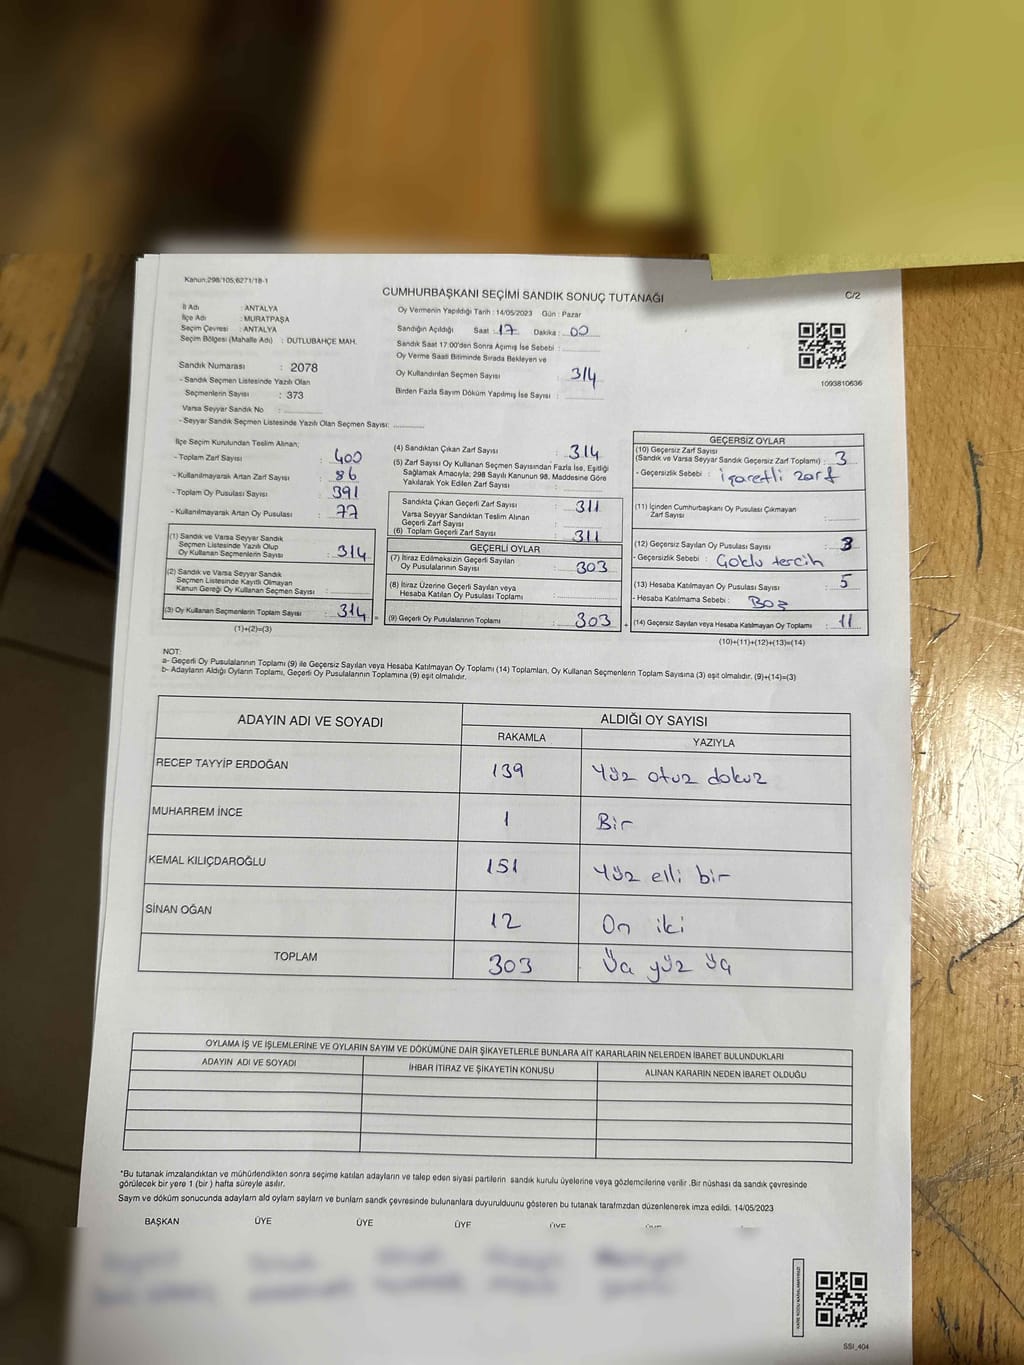 Kanun:298/105;6271/18-1
CUMHURBAŞKANI SEÇİMİ SANDIK SONUÇ TUTANAĞI
C/2
İl Adı : ANTALYA
İlçe Adı : MURATPAŞA
Seçim Çevresi : ANTALYA
Seçim Bölgesi (Mahalle Adı) : DUTLUBAHÇE MAH.
Sandık Numarası : 2078
- Sandık Seçmen Listesinde Yazılı Olan
Seçmenlerin Sayısı : 373
Varsa Seyyar Sandık No : ............
- Seyyar Sandık Seçmen Listesinde Yazılı Olan Seçmen Sayısı: ............
Oy Vermenin Yapıldığı Tarih : 14/05/2023 Gün : Pazar
Sandığın Açıldığı Saat : 17 Dakika : 00
Sandık Saat 17:00'den Sonra Açımış İse Sebebi : ............
Oy Verme Saati Bitiminde Sırada Bekleyen ve
Oy Kullandırılan Seçmen Sayısı : 314
Birden Fazla Sayım Döküm Yapılmış İse Sayısı : ............
1093810636
İlçe Seçim Kurulundan Teslim Alınan;
- Toplam Zarf Sayısı : 400
- Kullanılmayarak Artan Zarf Sayısı : 86
- Toplam Oy Pusulası Sayısı : 391
- Kullanılmayarak Artan Oy Pusulası : 77
(1) Sandık ve Varsa Seyyar Sandık
Seçmen Listesinde Yazılı Olup
Oy Kullanan Seçmenlerin Sayısı : 314
(2) Sandık ve Varsa Seyyar Sandık
Seçmen Listesinde Kayıtlı Olmayan
Kanun Gereği Oy Kullanan Seçmen Sayısı : ............
(3) Oy Kullanan Seçmenlerin Toplam Sayısı : 314
(1)+(2)=(3)
(4) Sandıktan Çıkan Zarf Sayısı : 314
(5) Zarf Sayısı Oy Kullanan Seçmen Sayısından Fazla İse, Eşitliği
Sağlamak Amacıyla; 298 Sayılı Kanunun 98. Maddesine Göre
Yakılarak Yok Edilen Zarf Sayısı : ............
Sandıkta Çıkan Geçerli Zarf Sayısı : 311
Varsa Seyyar Sandıktan Teslim Alınan
Geçerli Zarf Sayısı : ............
(6) Toplam Geçerli Zarf Sayısı : 311
GEÇERLİ OYLAR
(7) İtiraz Edilmeksizin Geçerli Sayılan
Oy Pusulalarının Sayısı : 303
(8) İtiraz Üzerine Geçerli Sayılan veya
Hesaba Katılan Oy Pusulası Toplamı : ............
(9) Geçerli Oy Pusulalarının Toplamı : 303
GEÇERSİZ OYLAR
(10) Geçersiz Zarf Sayısı
(Sandık ve Varsa Seyyar Sandık Geçersiz Zarf Toplamı) : 3
- Geçersizlik Sebebi : işaretli zarf
(11) İçinden Cumhurbaşkanı Oy Pusulası Çıkmayan
Zarf Sayısı : ............
(12) Geçersiz Sayılan Oy Pusulası Sayısı : 3
- Geçersizlik Sebebi : Çoklu tercih
(13) Hesaba Katılmayan Oy Pusulası Sayısı : 5
- Hesaba Katılmama Sebebi : Boş
(14) Geçersiz Sayılan veya Hesaba Katılmayan Oy Toplamı : 11
(10)+(11)+(12)+(13)=(14)
NOT:
a- Geçerli Oy Pusulalarının Toplamı (9) ile Geçersiz Sayılan veya Hesaba Katılmayan Oy Toplamı (14) Toplamları, Oy Kullanan Seçmenlerin Toplam Sayısına (3) eşit olmalıdır. (9)+(14)=(3)
b- Adayların Aldığı Oyların Toplamı, Geçerli Oy Pusulalarının Toplamına (9) eşit olmalıdır.
ADAYIN ADI VE SOYADI ALDIĞI OY SAYISI
RAKAMLA YAZIYLA
RECEP TAYYİP ERDOĞAN 139 Yüz otuz dokuz
MUHARREM İNCE 1 Bir
KEMAL KILIÇDAROĞLU 151 Yüz elli bir
SİNAN OĞAN 12 On iki
TOPLAM 303 Üç yüz üç
OYLAMA İŞ VE İŞLEMLERİNE VE OYLARIN SAYIM VE DÖKÜMÜNE DAİR ŞİKAYETLERLE BUNLARA AİT KARARLARIN NELERDEN İBARET BULUNDUKLARI
ADAYIN ADI VE SOYADI İHBAR İTİRAZ VE ŞİKAYETİN KONUSU ALINAN KARARIN NEDEN İBARET OLDUĞU
*Bu tutanak imzalandıktan ve mühürlendikten sonra seçime katılan adayların ve talep eden siyasi partilerin sandık kurulu üyelerine veya gözlemcilerine verilir .Bir nüshası da sandık çevresinde
görülecek bir yere 1 (bir ) hafta süreyle asılır.
Sayım ve döküm sonucunda adayların ald oyların sayıları ve bunların sandk çevresinde bulunanlara duyurulduunu gösteren bu tutanak tarafmzdan düzenlenerek imza edildi. 14/05/2023
BAŞKAN ÜYE ÜYE ÜYE ÜYE
SSI_404